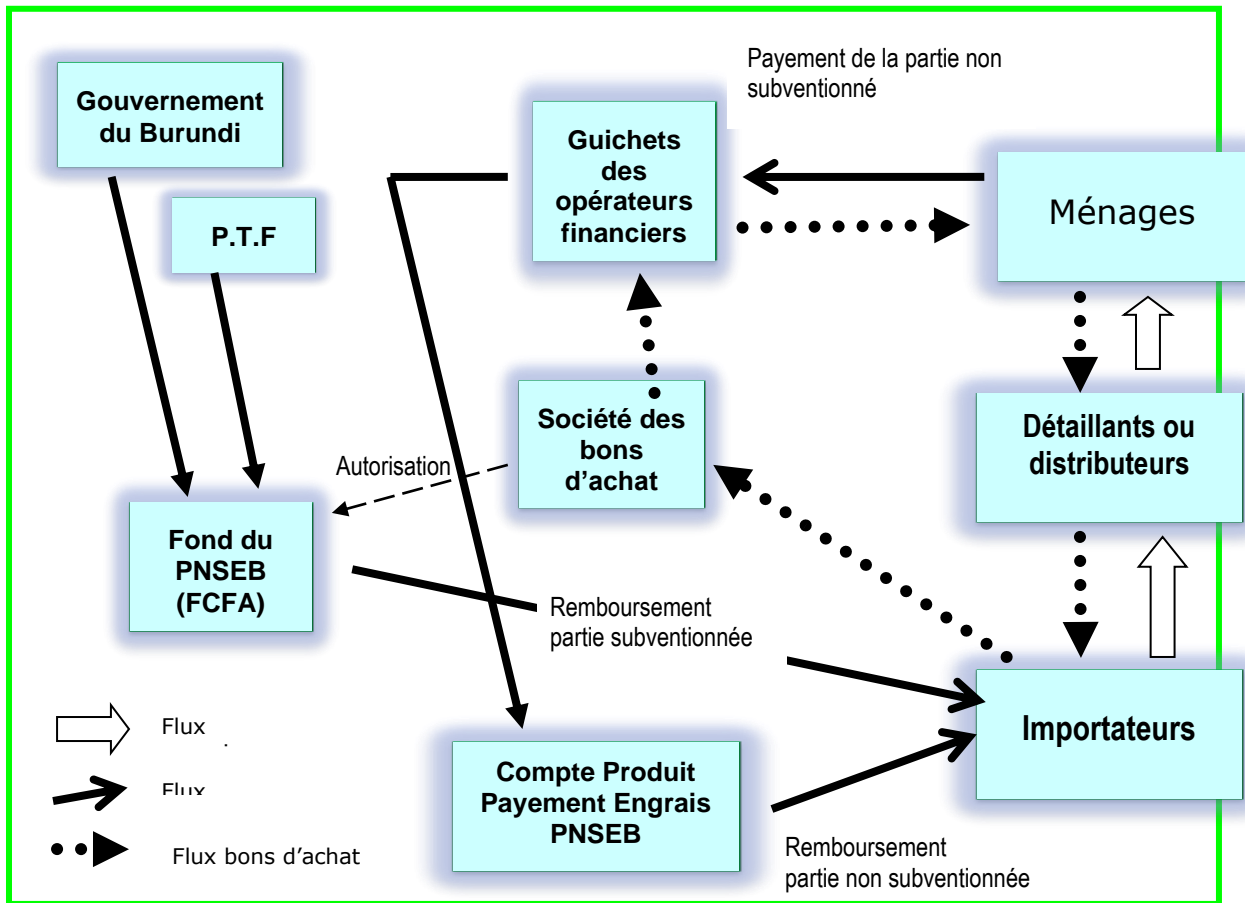 Payement de la partie non
subventionné
Gouvernement
du Burundi
Guichets
des
opérateurs
financiers
Ménages
P.T.F
Société des
bons
d’achat
Détaillants ou
distributeurs
Autorisation
Fond du
PNSEB
(FCFA)
Remboursement
partie subventionnée
Importateurs
Compte Produit
Payement Engrais
PNSEB
Remboursement
partie non subventionnée
Flux
.
Flux
Flux bons d’achat